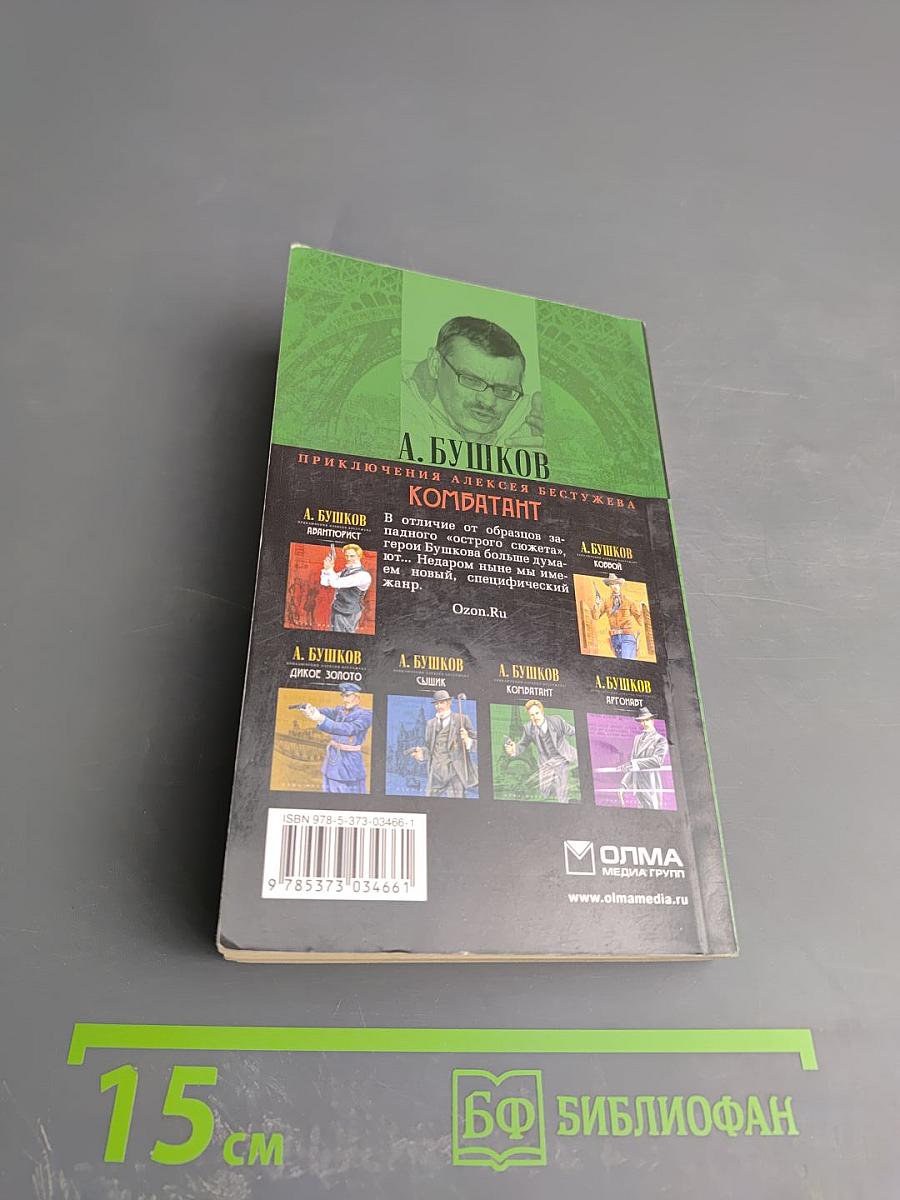 А. БУШКОВ
ПРИКЛЮЧЕНИЯ АЛЕКСЕЯ БЕСТУЖЕВА
КОМБАТАНТ
В отличие от образцов за-
падного «острого сюжета»,
герои Бушкова больше дума-
ют... Недаром ныне мы име-
ем новый, специфический
жанр.
Ozon.Ru
А. БУШКОВ
АВАНТЮРИСТ
А. БУШКОВ
КОВБОЙ
А. БУШКОВ
ДИКОЕ ЗОЛОТО
А. БУШКОВ
СЫЩИК
А. БУШКОВ
КОМБАТАНТ
А. БУШКОВ
АРГОНАВТ
ISBN 978-5-373-03466-1
9 785373 034661
ОЛМА
МЕДИА ГРУПП
www.olmamedia.ru
15 см
БФ БИБЛИОФАН